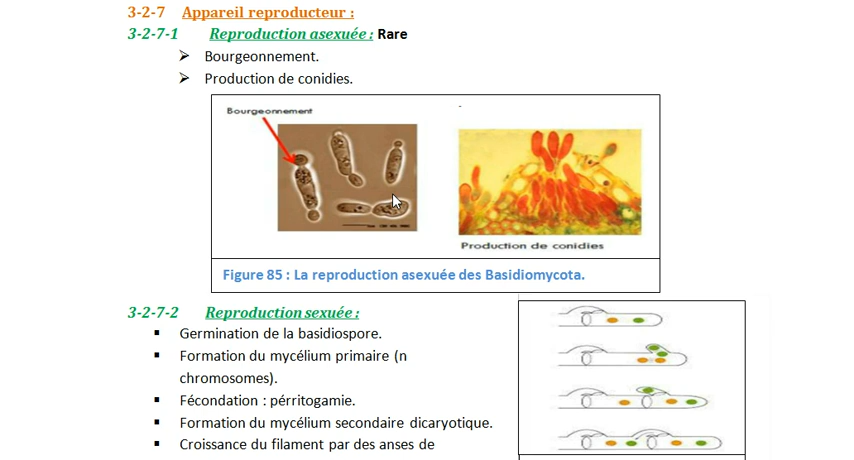 3-2-7 Appareil reproducteur :
3-2-7-1 Reproduction asexuée : Rare
➢ Bourgeonnement.
➢ Production de conidies.
Bourgeonnement
Production de conidies
Figure 85 : La reproduction asexuée des Basidiomycota.
3-2-7-2 Reproduction sexuée :
▪ Germination de la basidiospore.
▪ Formation du mycélium primaire (n
chromosomes).
▪ Fécondation : pérritogamie.
▪ Formation du mycélium secondaire dicaryotique.
▪ Croissance du filament par des anses de